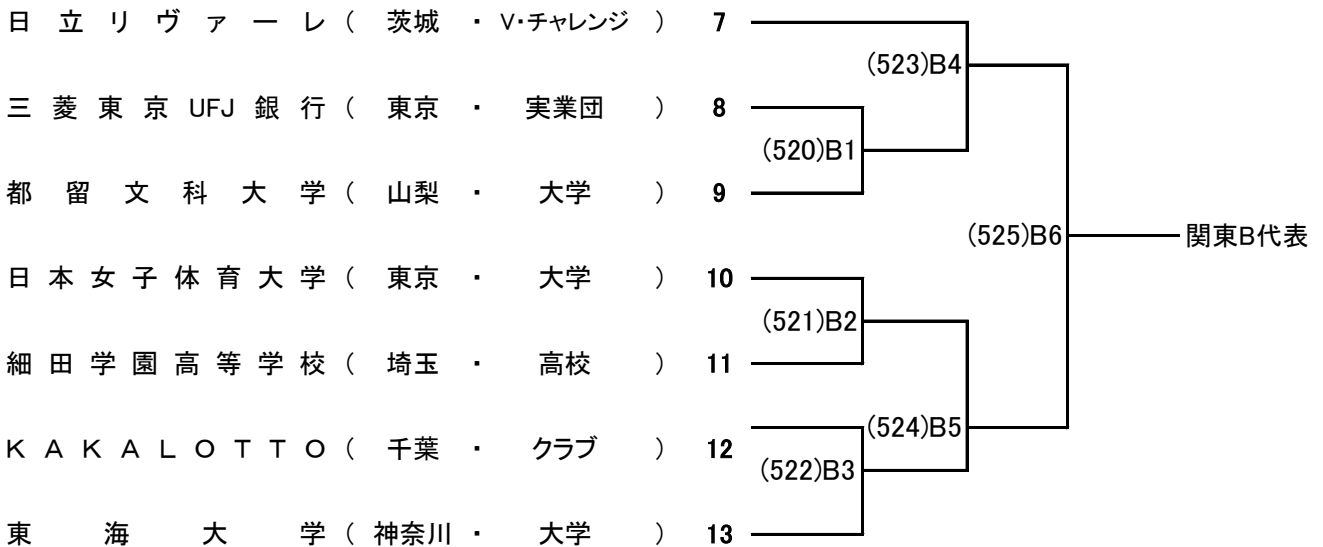 日立リヴァーレ（ 茨城 ・ V・チャレンジ ） 7
(523)B4
三菱東京UFJ銀行（ 東京 ・ 実業団 ） 8
(520)B1
都留文科大学（ 山梨 ・ 大学 ） 9
(525)B6 関東B代表
日本女子体育大学（ 東京 ・ 大学 ） 10
(521)B2
細田学園高等学校（ 埼玉 ・ 高校 ） 11
(524)B5
ＫＡＫＡＬＯＴＴＯ（ 千葉 ・ クラブ ） 12
(522)B3
東海大学（ 神奈川 ・ 大学 ） 13